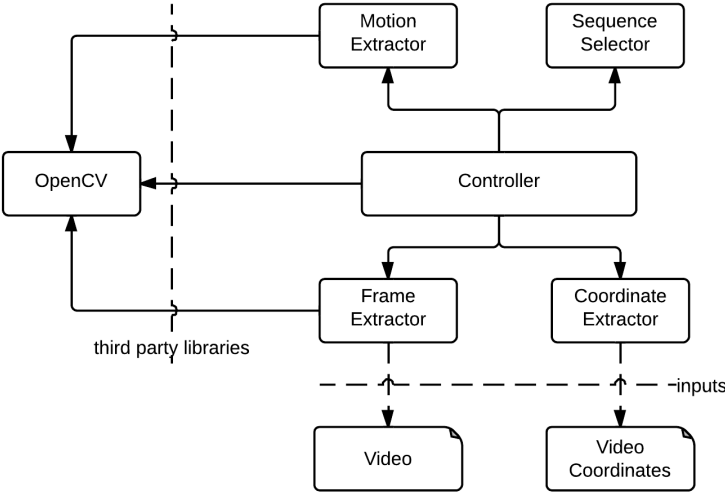 Motion
Extractor
Sequence
Selector
OpenCV
Controller
Frame
Extractor
Coordinate
Extractor
third party libraries
inputs
Video
Video
Coordinates